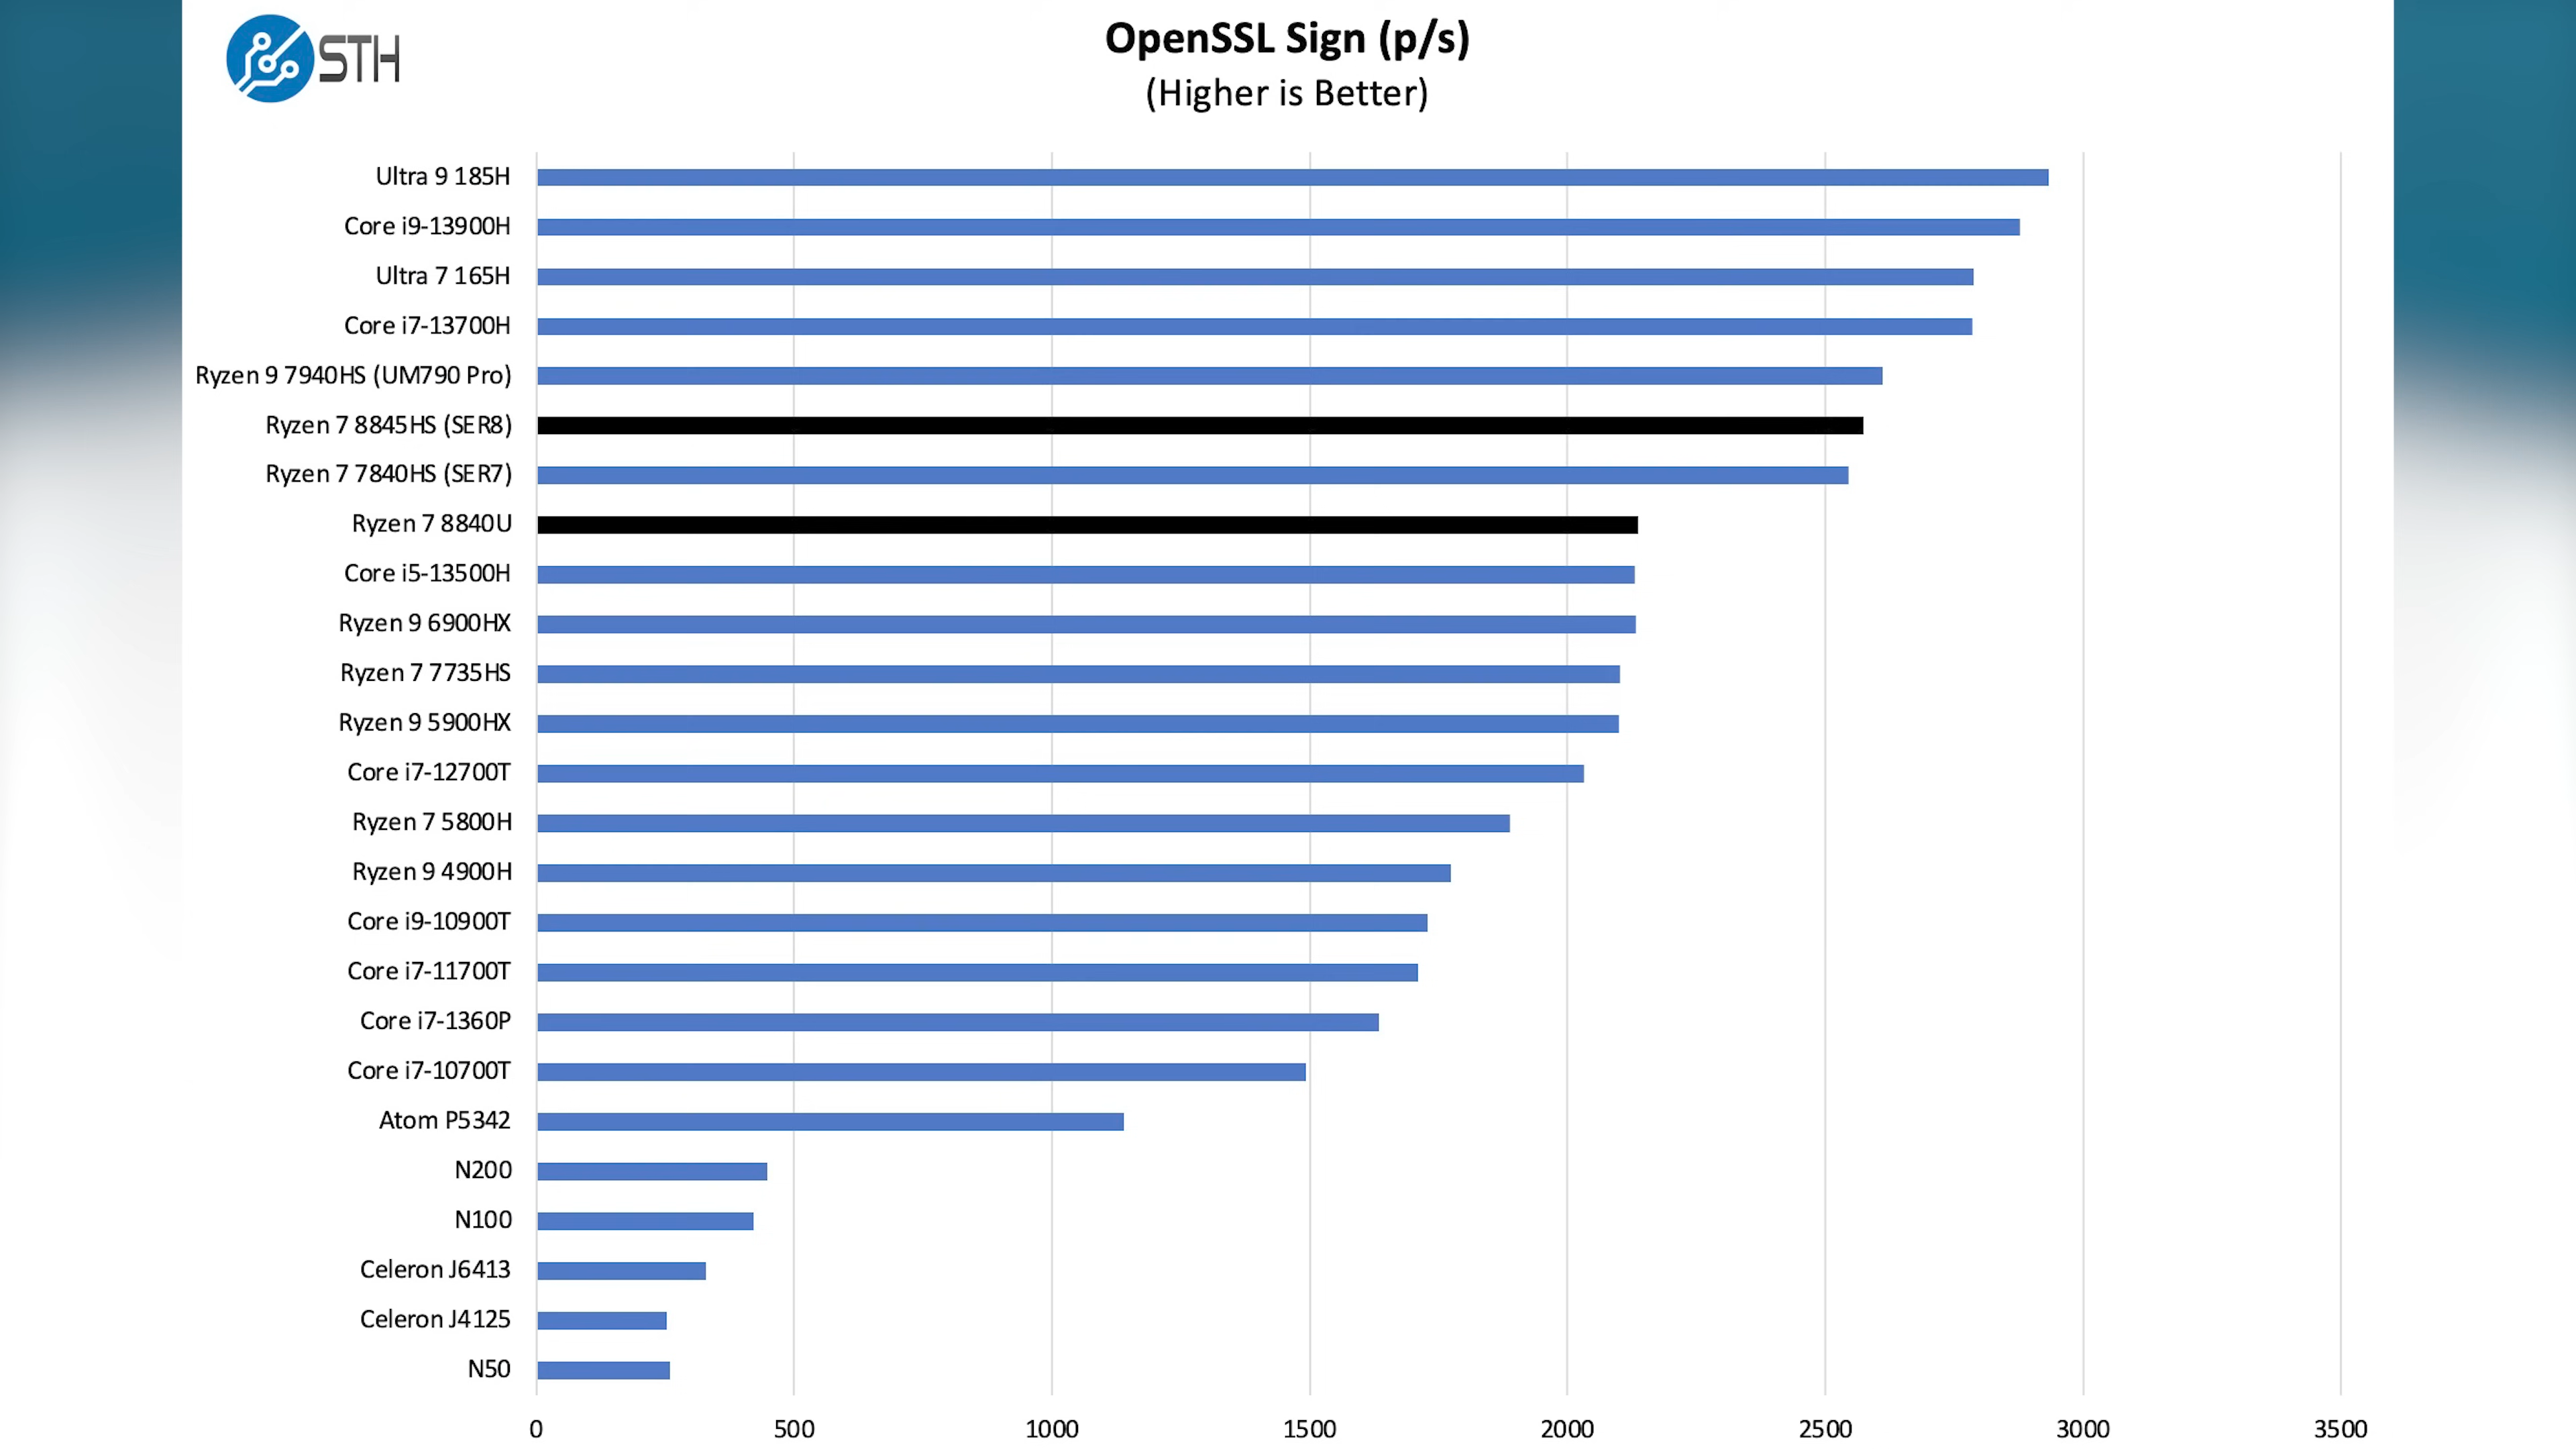 STH
OpenSSL Sign (p/s)
(Higher is Better)
Ultra 9 185H
Core i9-13900H
Ultra 7 165H
Core i7-13700H
Ryzen 9 7940HS (UM790 Pro)
Ryzen 7 8845HS (SER8)
Ryzen 7 7840HS (SER7)
Ryzen 7 8840U
Core i5-13500H
Ryzen 9 6900HX
Ryzen 7 7735HS
Ryzen 9 5900HX
Core i7-12700T
Ryzen 7 5800H
Ryzen 9 4900H
Core i9-10900T
Core i7-11700T
Core i7-1360P
Core i7-10700T
Atom P5342
N200
N100
Celeron J6413
Celeron J4125
N50
0 500 1000 1500 2000 2500 3000 3500